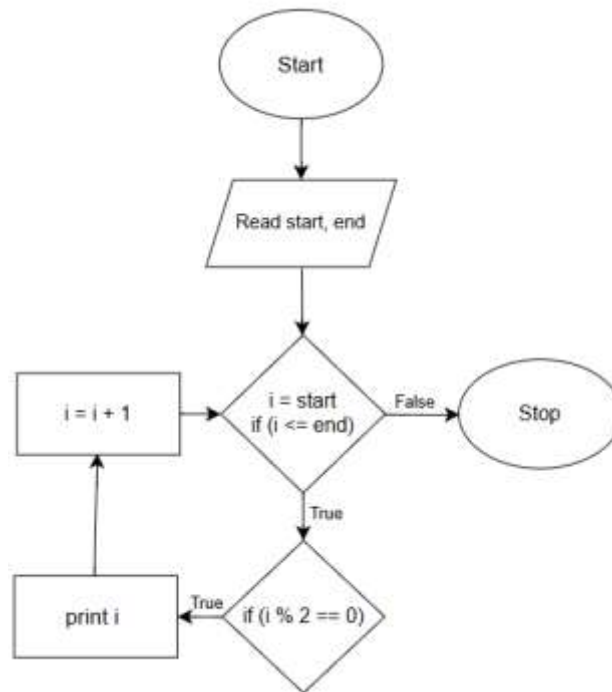 Start
Read start, end
i = i + 1
i = start
if (i <= end)
False
Stop
True
print i
True
if (i % 2 == 0)